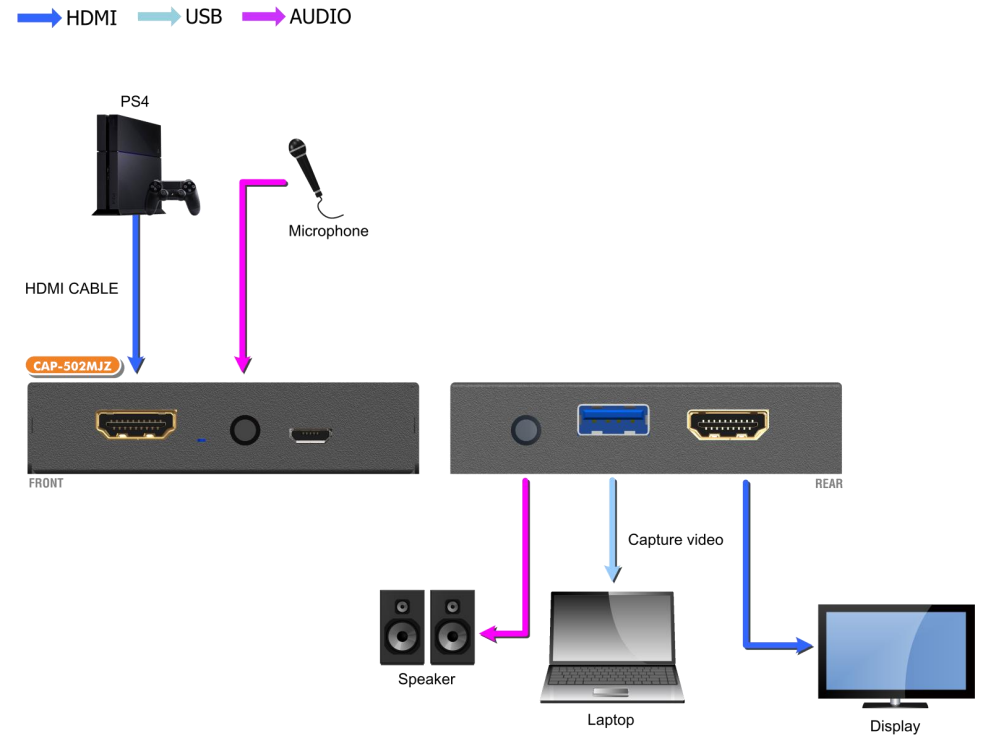 HDMI USB AUDIO
PS4
Microphone
HDMI CABLE
CAP-502MJZ
FRONT
REAR
Capture video
Speaker
Laptop
Display